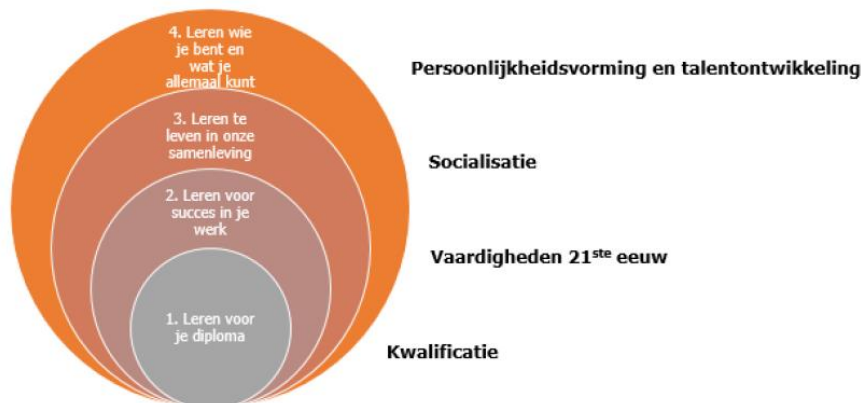 4. Leren wie
je bent en
wat je
allemaal kunt
Persoonlijkheidsvorming en talentontwikkeling
3. Leren te
leven in onze
samenleving
Socialisatie
2. Leren voor
succes in je
werk
Vaardigheden 21ste eeuw
1. Leren voor
je diploma
Kwalificatie